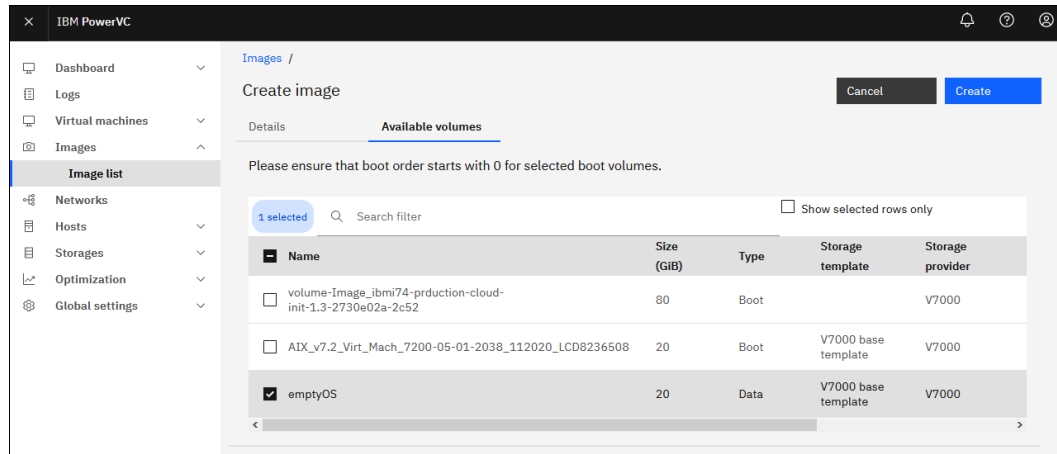 IBM PowerVC
Dashboard
Logs
Virtual machines
Images
Image list
Networks
Hosts
Storages
Optimization
Global settings
Images /
Create image
Cancel
Create
Details
Available volumes
Please ensure that boot order starts with 0 for selected boot volumes.
1 selected
Search filter
Show selected rows only
Name
Size
(GiB)
Type
Storage
template
Storage
provider
volume-Image_ibmi74-prduction-cloud-
init-1.3-2730e02a-2c52
80
Boot
V7000
AIX_v7.2_Virt_Mach_7200-05-01-2038_112020_LCD8236508
20
Boot
V7000 base
template
V7000
emptyOS
20
Data
V7000 base
template
V7000